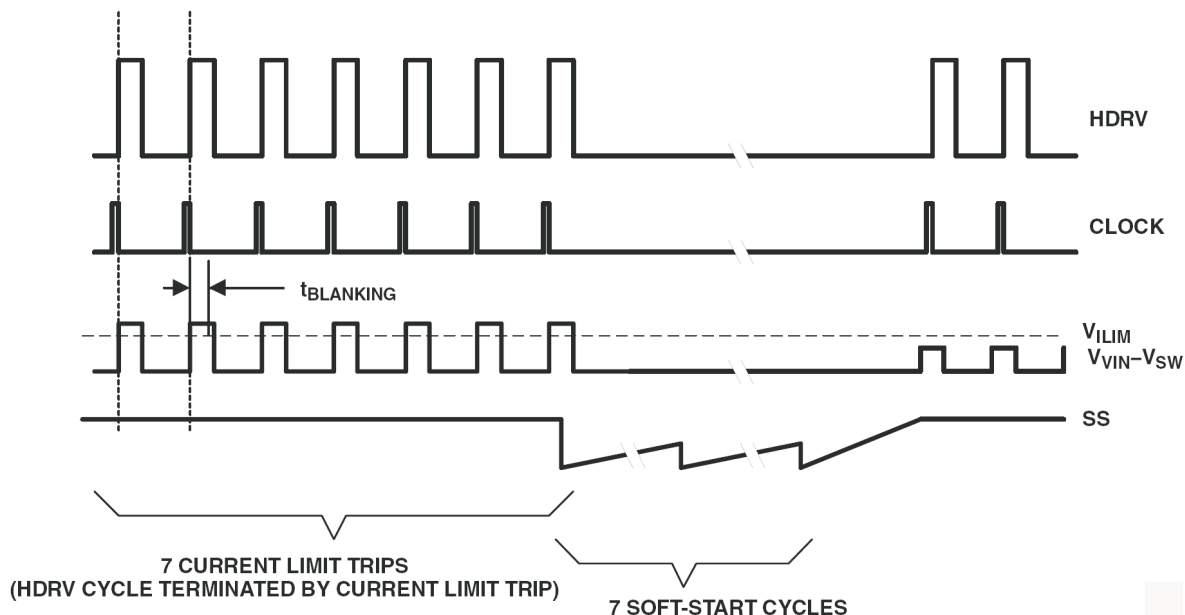 HDRV
CLOCK
tBLANKING
VILIM
VVIN–VSW
SS
7 CURRENT LIMIT TRIPS
(HDRV CYCLE TERMINATED BY CURRENT LIMIT TRIP)
7 SOFT-START CYCLES